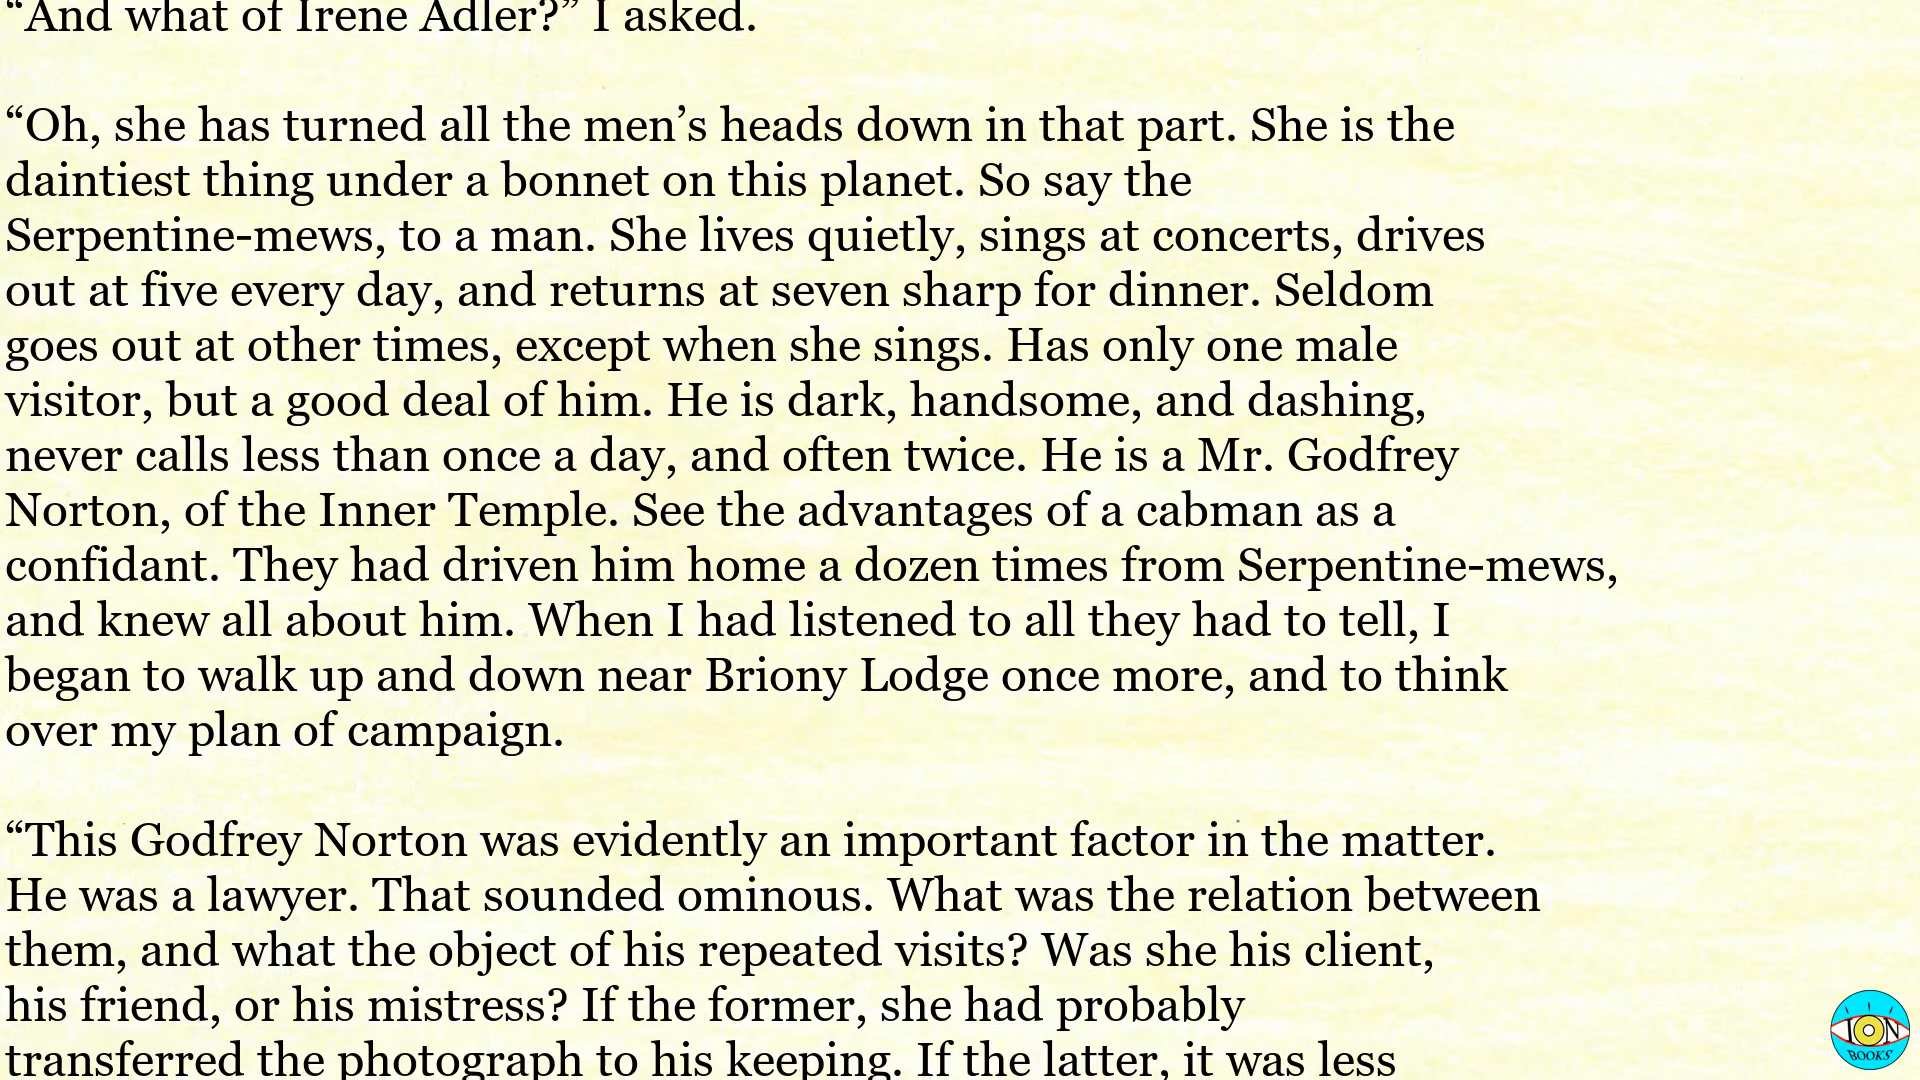 “And what of Irene Adler?” I asked.
“Oh, she has turned all the men’s heads down in that part. She is the
daintiest thing under a bonnet on this planet. So say the
Serpentine-mews, to a man. She lives quietly, sings at concerts, drives
out at five every day, and returns at seven sharp for dinner. Seldom
goes out at other times, except when she sings. Has only one male
visitor, but a good deal of him. He is dark, handsome, and dashing,
never calls less than once a day, and often twice. He is a Mr. Godfrey
Norton, of the Inner Temple. See the advantages of a cabman as a
confidant. They had driven him home a dozen times from Serpentine-mews,
and knew all about him. When I had listened to all they had to tell, I
began to walk up and down near Briony Lodge once more, and to think
over my plan of campaign.
“This Godfrey Norton was evidently an important factor in the matter.
He was a lawyer. That sounded ominous. What was the relation between
them, and what the object of his repeated visits? Was she his client,
his friend, or his mistress? If the former, she had probably
transferred the photograph to his keeping. If the latter, it was less
ION
BOOKS